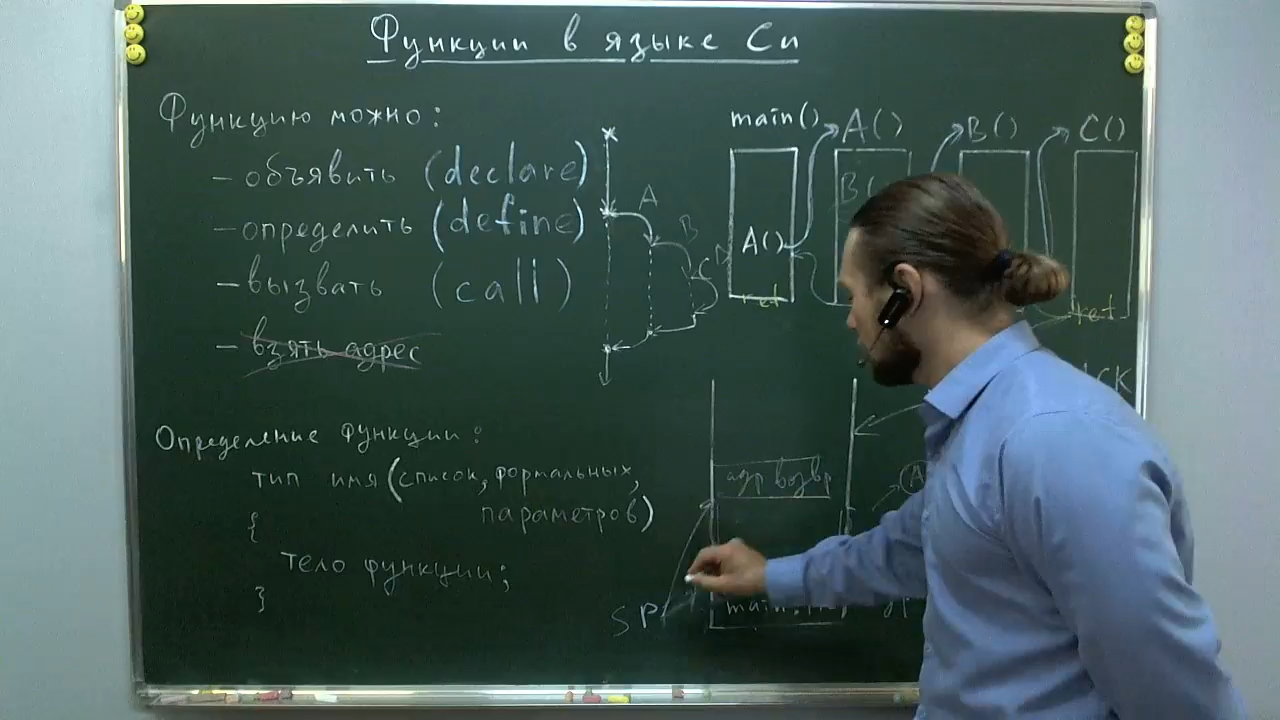 Функции в языке Си
Функцию можно:
- объявить (declare)
- определить (define)
- вызвать (call)
- взять адрес
Определение функции:
тип имя (список, формальных,
параметров)
{
тело функции;
}
A
B
C
main() A() B() C()
B(
A()
ret
ret
адр возвр
A
SP